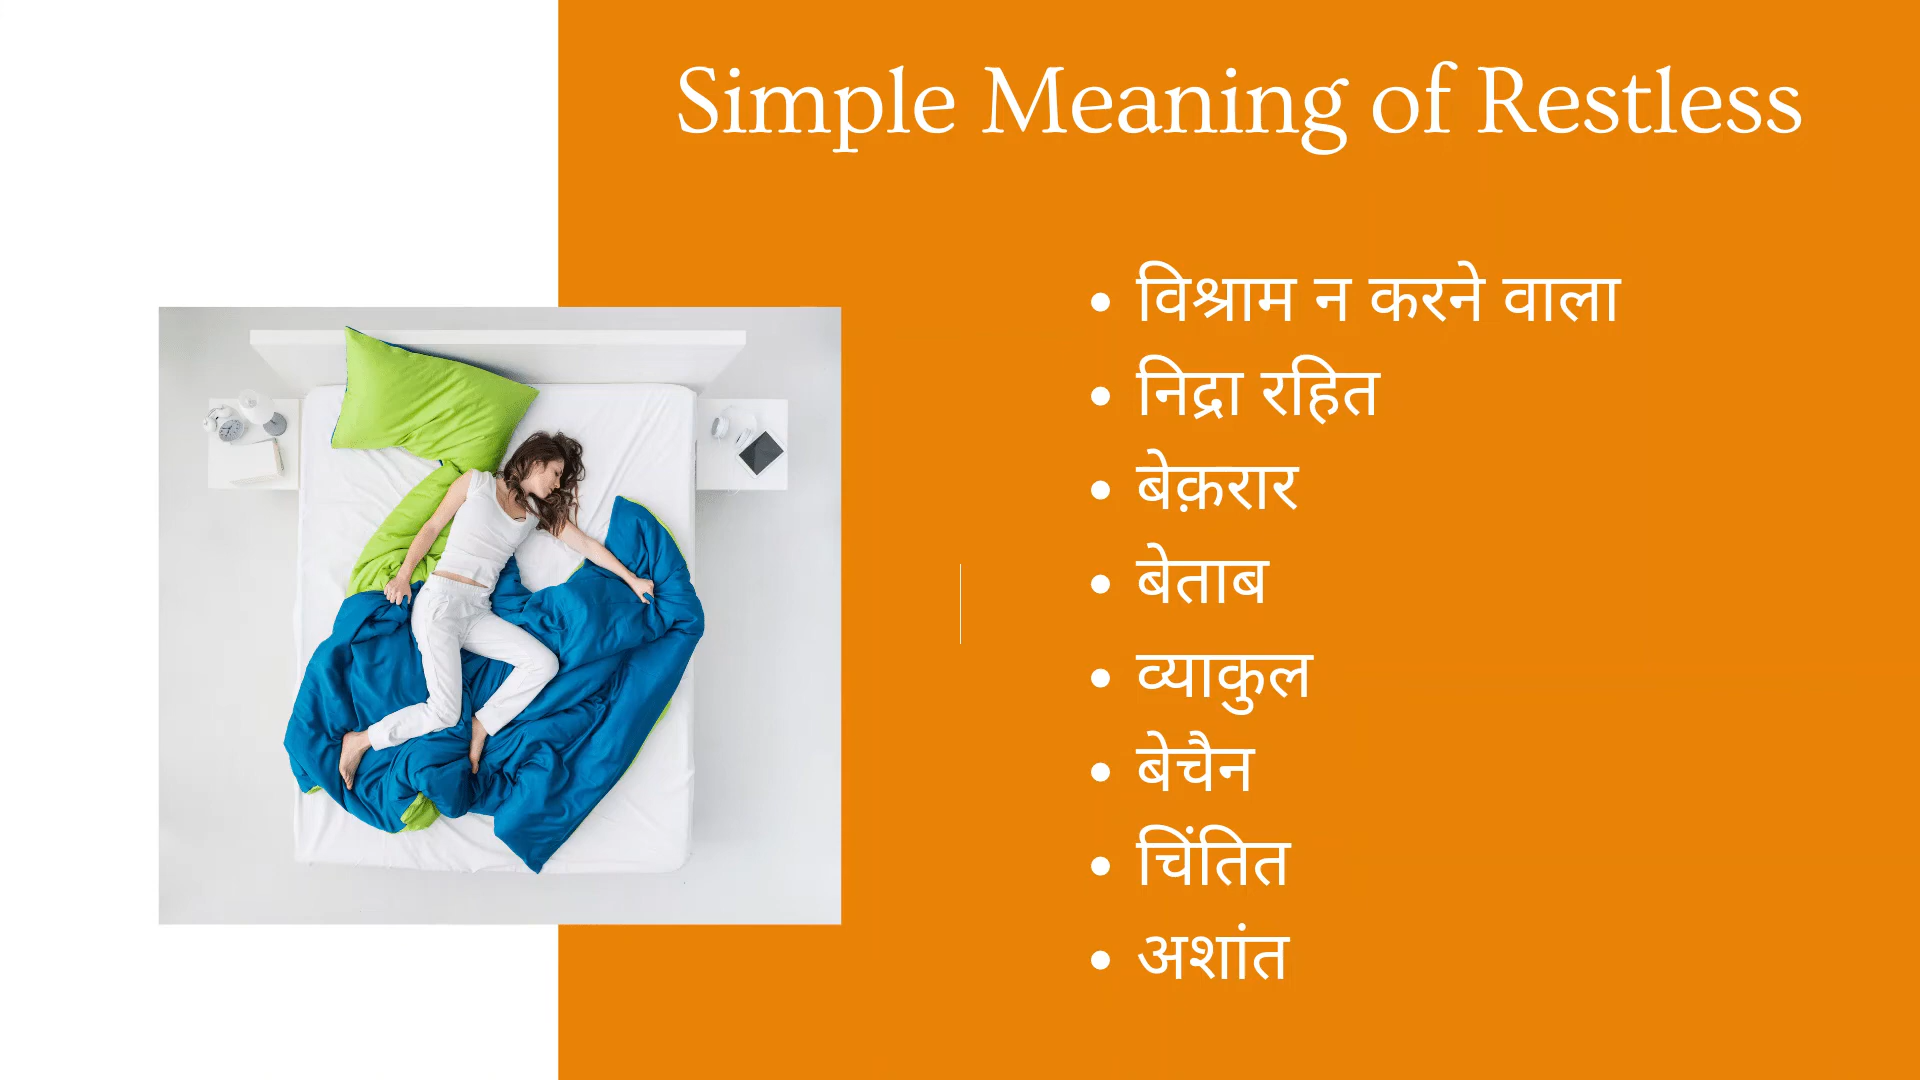 Simple Meaning of Restless
• विश्राम न करने वाला
• निद्रा रहित
• बेक़रार
• बेताब
• व्याकुल
• बेचैन
• चिंतित
• अशांत